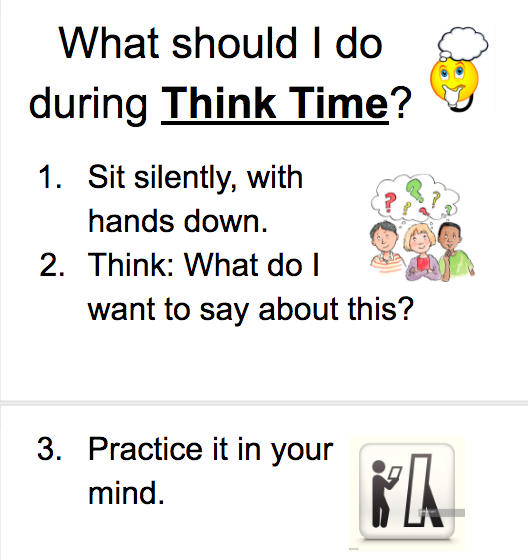 What should I do
during Think Time?
1. Sit silently, with
hands down.
2. Think: What do I
want to say about this?
3. Practice it in your
mind.